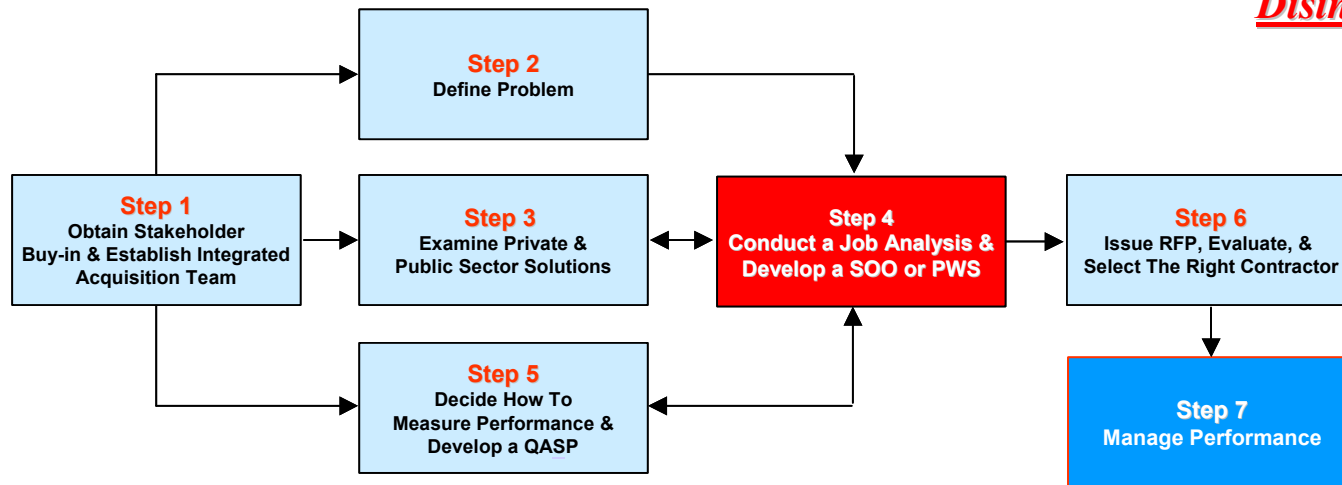 Step 2
Define Problem
Step 1
Obtain Stakeholder
Buy-in & Establish Integrated
Acquisition Team
Step 3
Examine Private &
Public Sector Solutions
Step 4
Conduct a Job Analysis &
Develop a SOO or PWS
Step 6
Issue RFP, Evaluate, &
Select The Right Contractor
Step 5
Decide How To
Measure Performance &
Develop a QASP
Step 7
Manage Performance